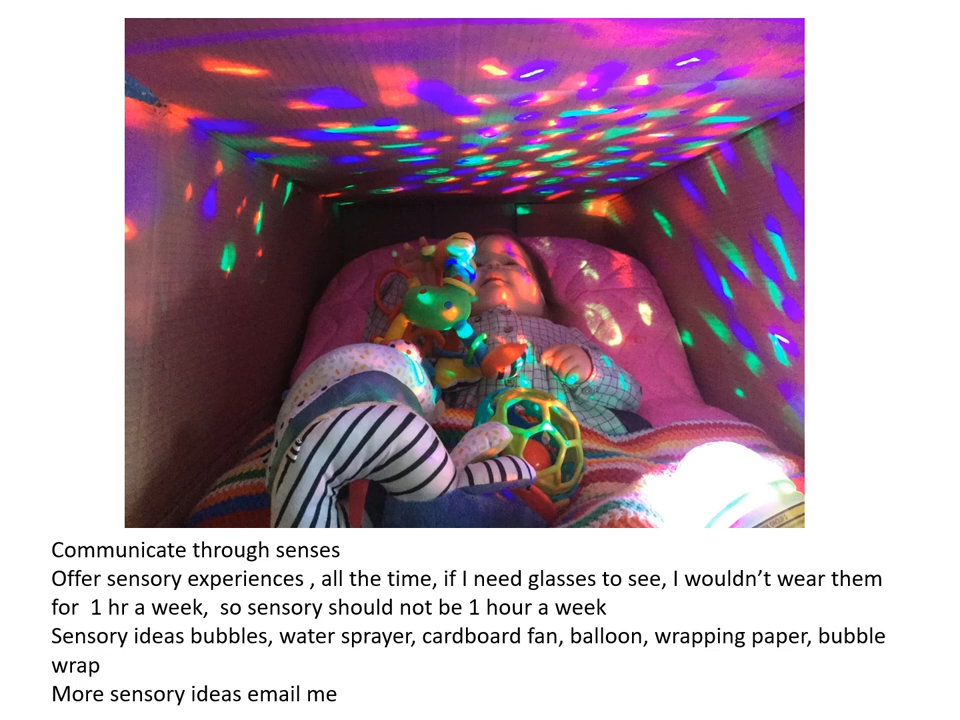 Communicate through senses
Offer sensory experiences , all the time, if I need glasses to see, I wouldn’t wear them
for  1 hr a week,  so sensory should not be 1 hour a week
Sensory ideas bubbles, water sprayer, cardboard fan, balloon, wrapping paper, bubble
wrap
More sensory ideas email me